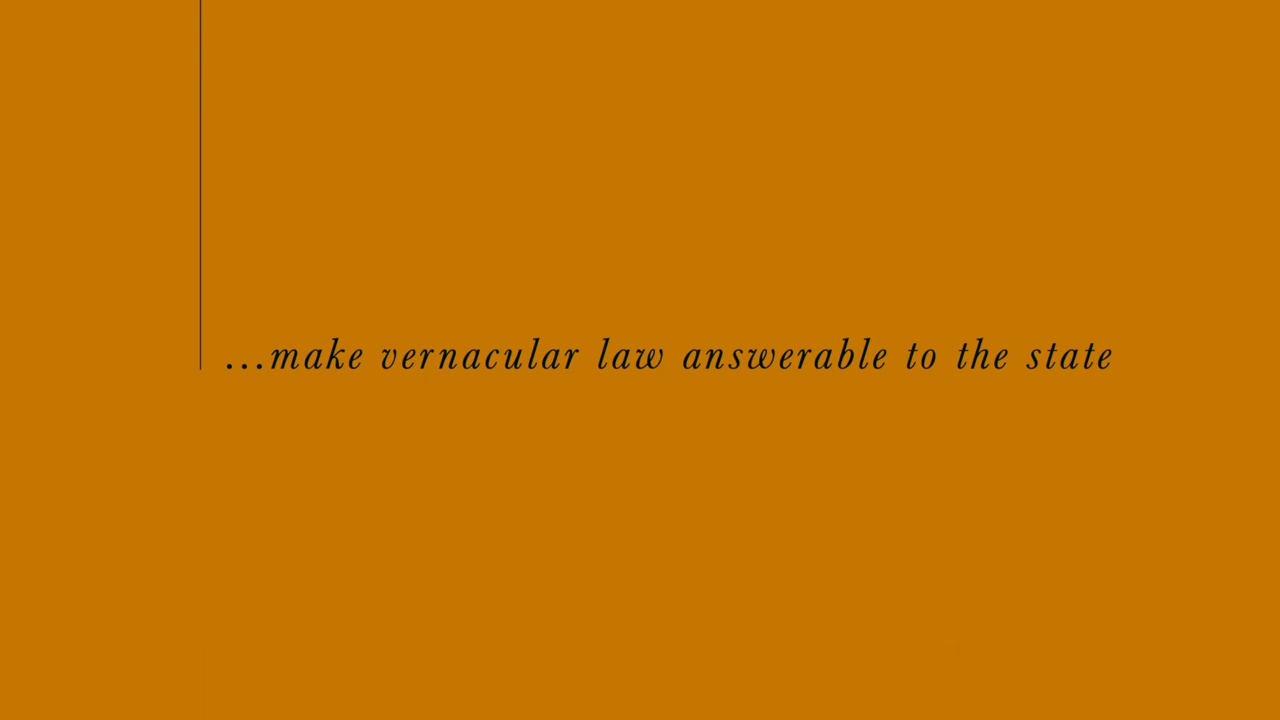 ...make vernacular law answerable to the state